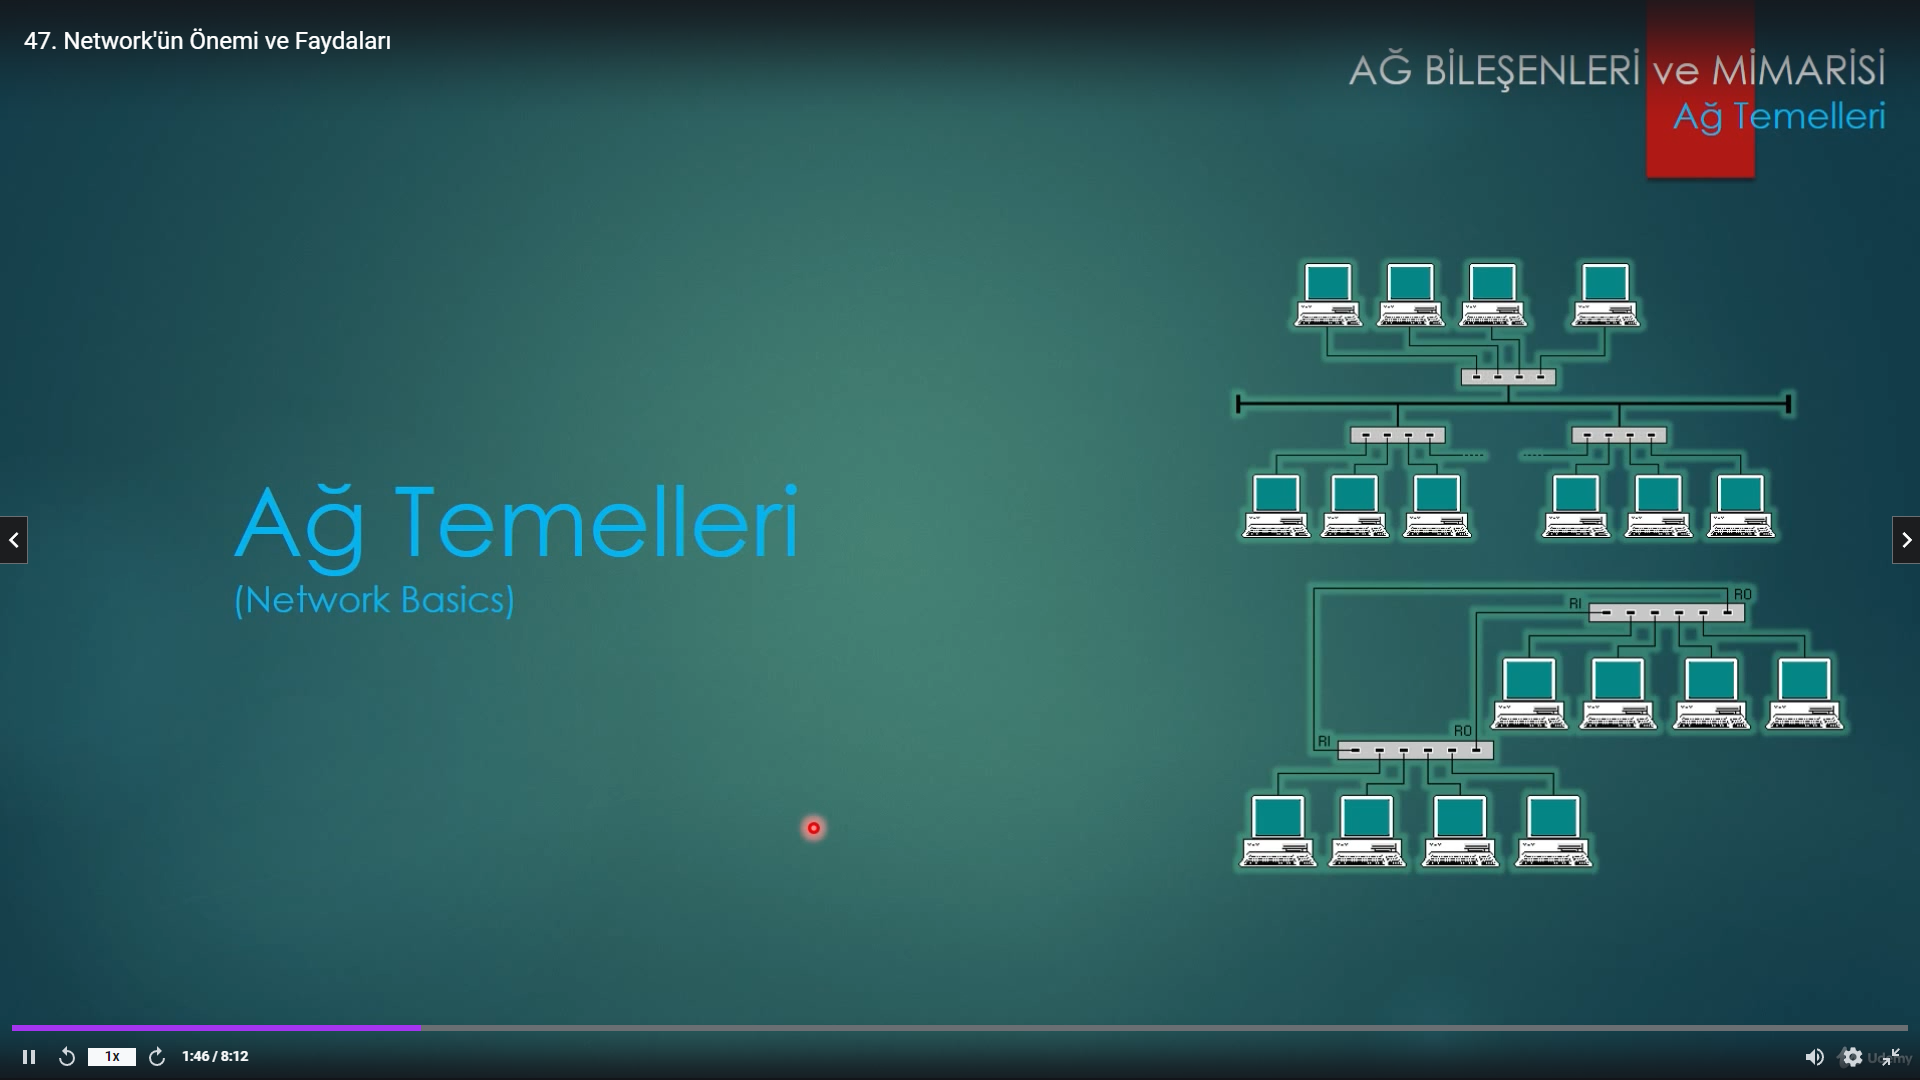 47. Network'ün Önemi ve Faydaları
AĞ BİLEŞENLERİ ve MİMARİSİ
Ağ Temelleri
Ağ Temelleri
(Network Basics)
RI
RO
RI
RO
1x
1:46 / 8:12
Udemy